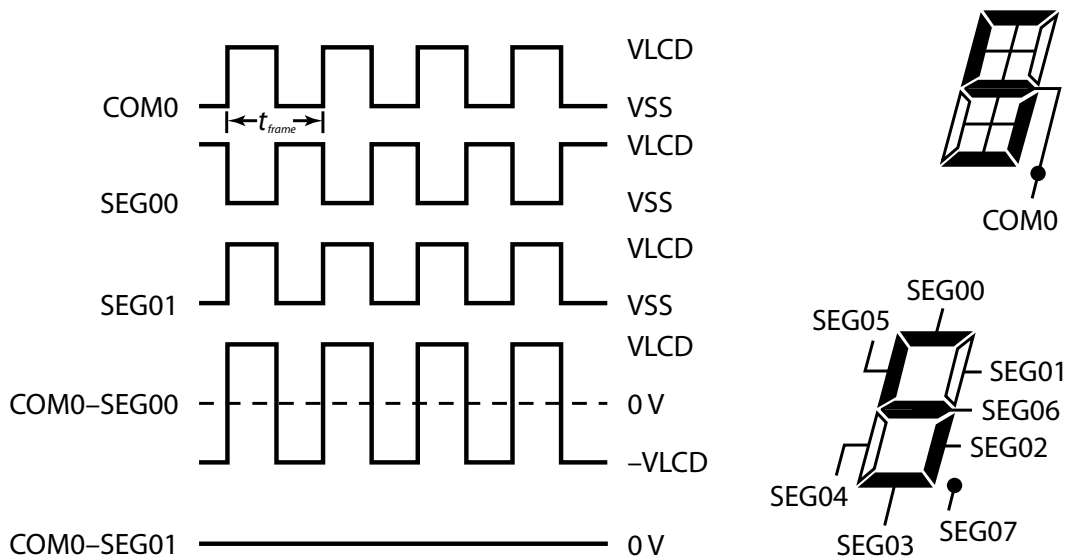 COM0
t frame
VLCD
VSS
SEG00
VLCD
VSS
SEG01
VLCD
VSS
COM0–SEG00
VLCD
0 V
–VLCD
COM0–SEG01
0 V
COM0
SEG00
SEG05
SEG01
SEG06
SEG02
SEG04
SEG03
SEG07